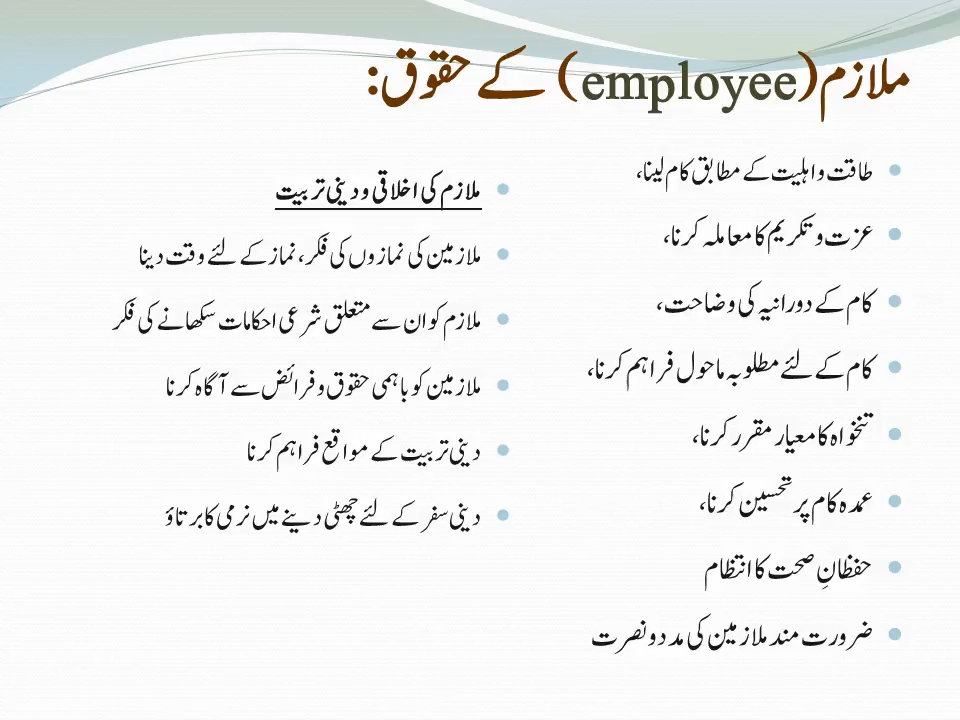 ملازم(employee) کے حقوق:
• طاقت و اہلیت کے مطابق کام لینا،
• عزت و تکریم کا معاملہ کرنا،
• کام کے دورانیہ کی وضاحت،
• کام کے لئے مطلوبہ ماحول فراہم کرنا،
• تنخواہ کا معیار مقرر کرنا،
• عمدہ کام پر تحسین کرنا،
• حفظانِ صحت کا انتظام
• ضرورت مند ملازمین کی مدد و نصرت
• ملازم کی اخلاقی و دینی تربیت
• ملازمین کی نمازوں کی فکر، نماز کے لئے وقت دینا
• ملازم کو ان سے متعلق شرعی احکامات سکھانے کی فکر
• ملازمین کو باہمی حقوق و فرائض سے آگاہ کرنا
• دینی تربیت کے مواقع فراہم کرنا
• دینی سفر کے لئے چھٹی دینے میں نرمی کا برتاؤ